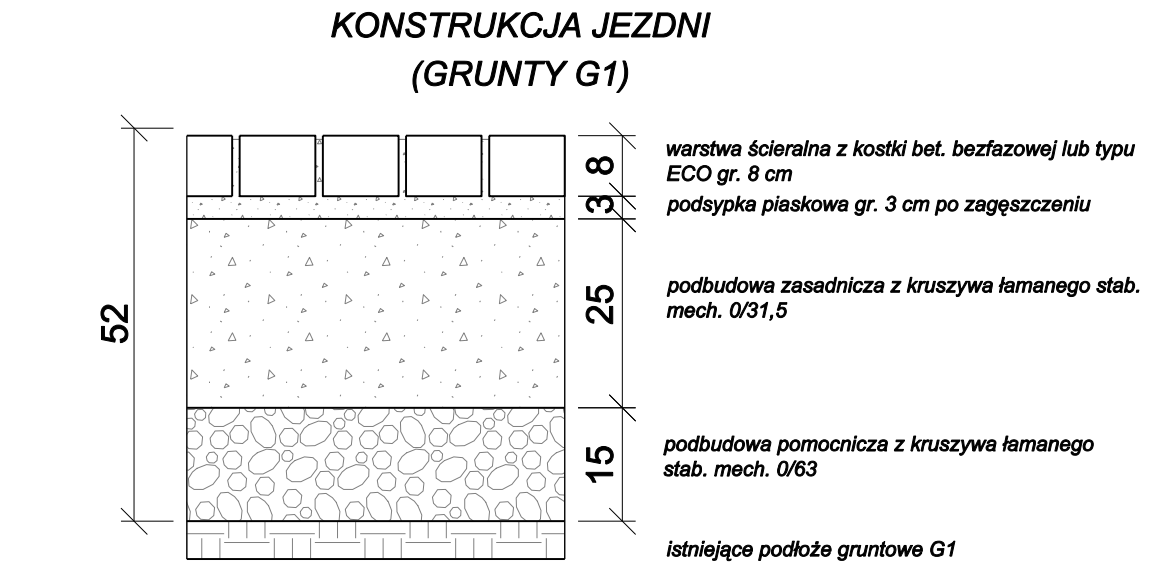 KONSTRUKCJA JEZDNI
(GRUNTY G1)
52
8
warstwa ścieralna z kostki bet. bezfazowej lub typu
ECO gr. 8 cm
3
podsypka piaskowa gr. 3 cm po zagęszczeniu
25
podbudowa zasadnicza z kruszywa łamanego stab.
mech. 0/31,5
15
podbudowa pomocnicza z kruszywa łamanego
stab. mech. 0/63
istniejące podłoże gruntowe G1